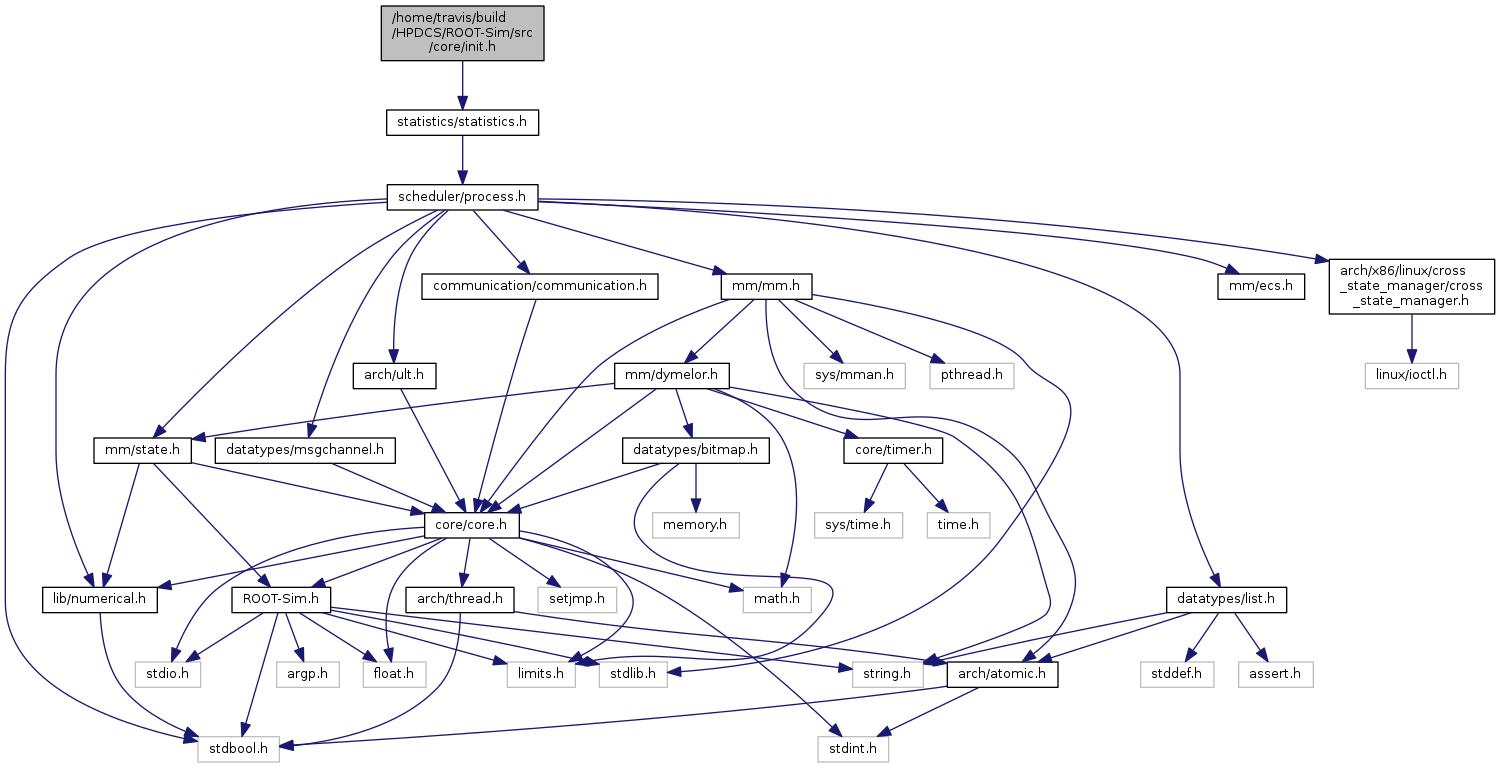 /home/travis/build
/HPDCS/ROOT-Sim/src
/core/init.h
statistics/statistics.h
scheduler/process.h
communication/communication.h
mm/mm.h
mm/ecs.h
arch/x86/linux/cross
_state_manager/cross
_state_manager.h
arch/ult.h
mm/dymelor.h
sys/mman.h
pthread.h
linux/ioctl.h
mm/state.h
datatypes/msgchannel.h
datatypes/bitmap.h
core/timer.h
core/core.h
memory.h
sys/time.h
time.h
lib/numerical.h
ROOT-Sim.h
arch/thread.h
setjmp.h
math.h
datatypes/list.h
stdio.h
argp.h
float.h
limits.h
stdlib.h
string.h
arch/atomic.h
stddef.h
assert.h
stdbool.h
stdint.h